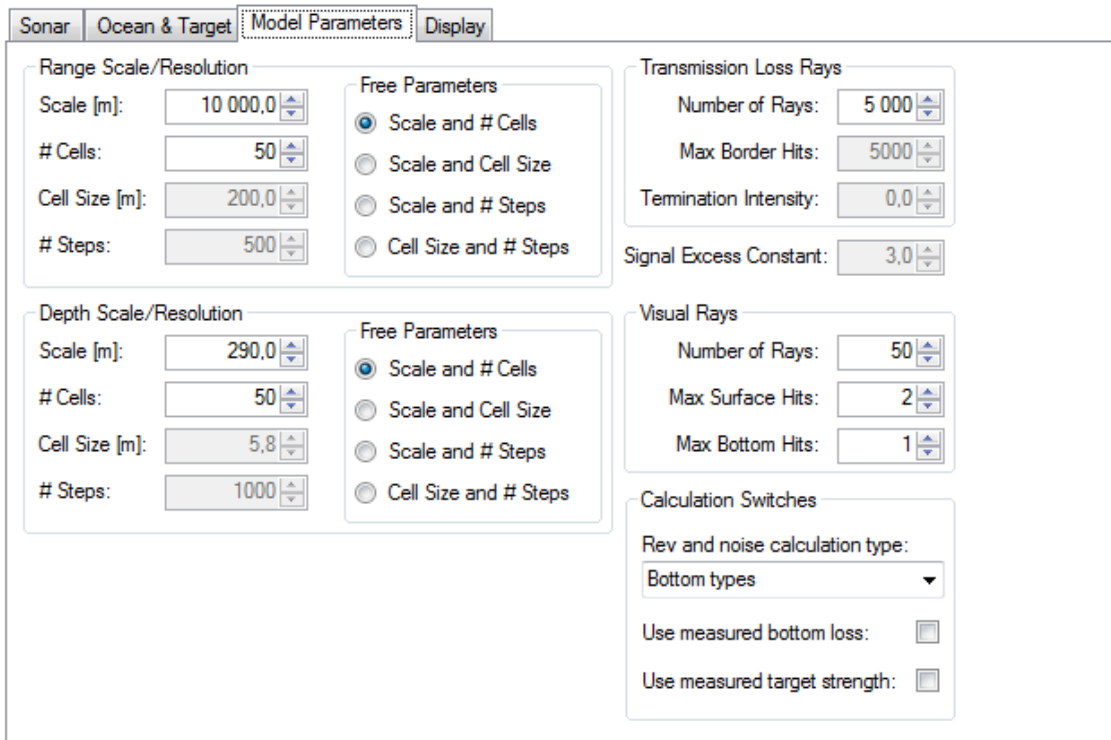 Sonar Ocean & Target Model Parameters Display
Range Scale/Resolution
Scale [m]: 10 000,0
# Cells: 50
Cell Size [m]: 200,0
# Steps: 500
Free Parameters
Scale and # Cells
Scale and Cell Size
Scale and # Steps
Cell Size and # Steps
Depth Scale/Resolution
Scale [m]: 290,0
# Cells: 50
Cell Size [m]: 5,8
# Steps: 1000
Free Parameters
Scale and # Cells
Scale and Cell Size
Scale and # Steps
Cell Size and # Steps
Transmission Loss Rays
Number of Rays: 5 000
Max Border Hits: 5000
Termination Intensity: 0,0
Signal Excess Constant: 3,0
Visual Rays
Number of Rays: 50
Max Surface Hits: 2
Max Bottom Hits: 1
Calculation Switches
Rev and noise calculation type:
Bottom types
Use measured bottom loss:
Use measured target strength: